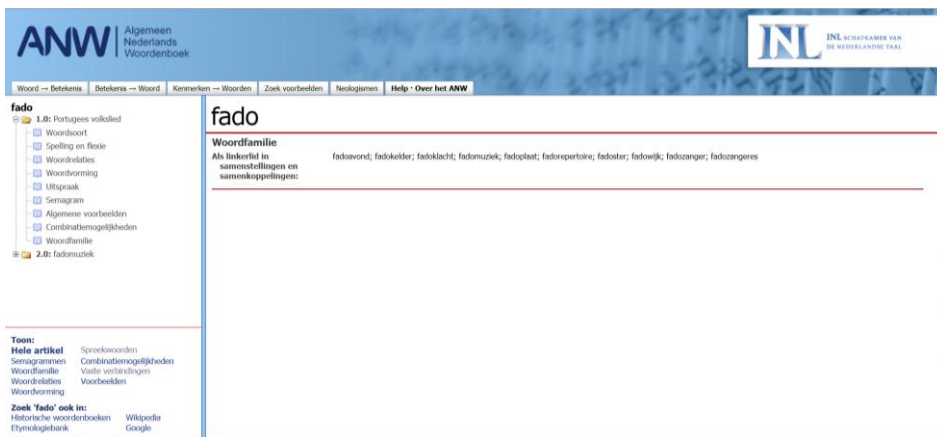 ANW
Algemeen
Nederlands
Woordenboek
INL
INL SCHATKAMER VAN
DE NEDERLANDSE TAAL
Woord → Betekenis Betekenis → Woord Kenmerken → Woorden Zoek voorbeelden Neologismen Help · Over het ANW
fado
1.0: Portugees volkslied
Woordsoort
Spelling en flexie
Woordrelaties
Woordvorming
Uitspraak
Semagram
Algemene voorbeelden
Combinatiemogelijkheden
Woordfamilie
2.0: fadomuziek
Toon:
Hele artikel Spreekwoorden
Semagrammen Combinatiemogelijkheden
Woordfamilie Vaste verbindingen
Woordrelaties Voorbeelden
Woordvorming
Zoek 'fado' ook in:
Historische woordenboeken Wikipedia
Etymologiebank Google
fado
Woordfamilie
Als linkerlid in fadoavond; fadokelder; fadoklacht; fadomuziek; fadoplaat; fadorepertoire; fadoster; fadowijk; fadozanger; fadozangeres
samenstellingen en
samenkoppelingen: